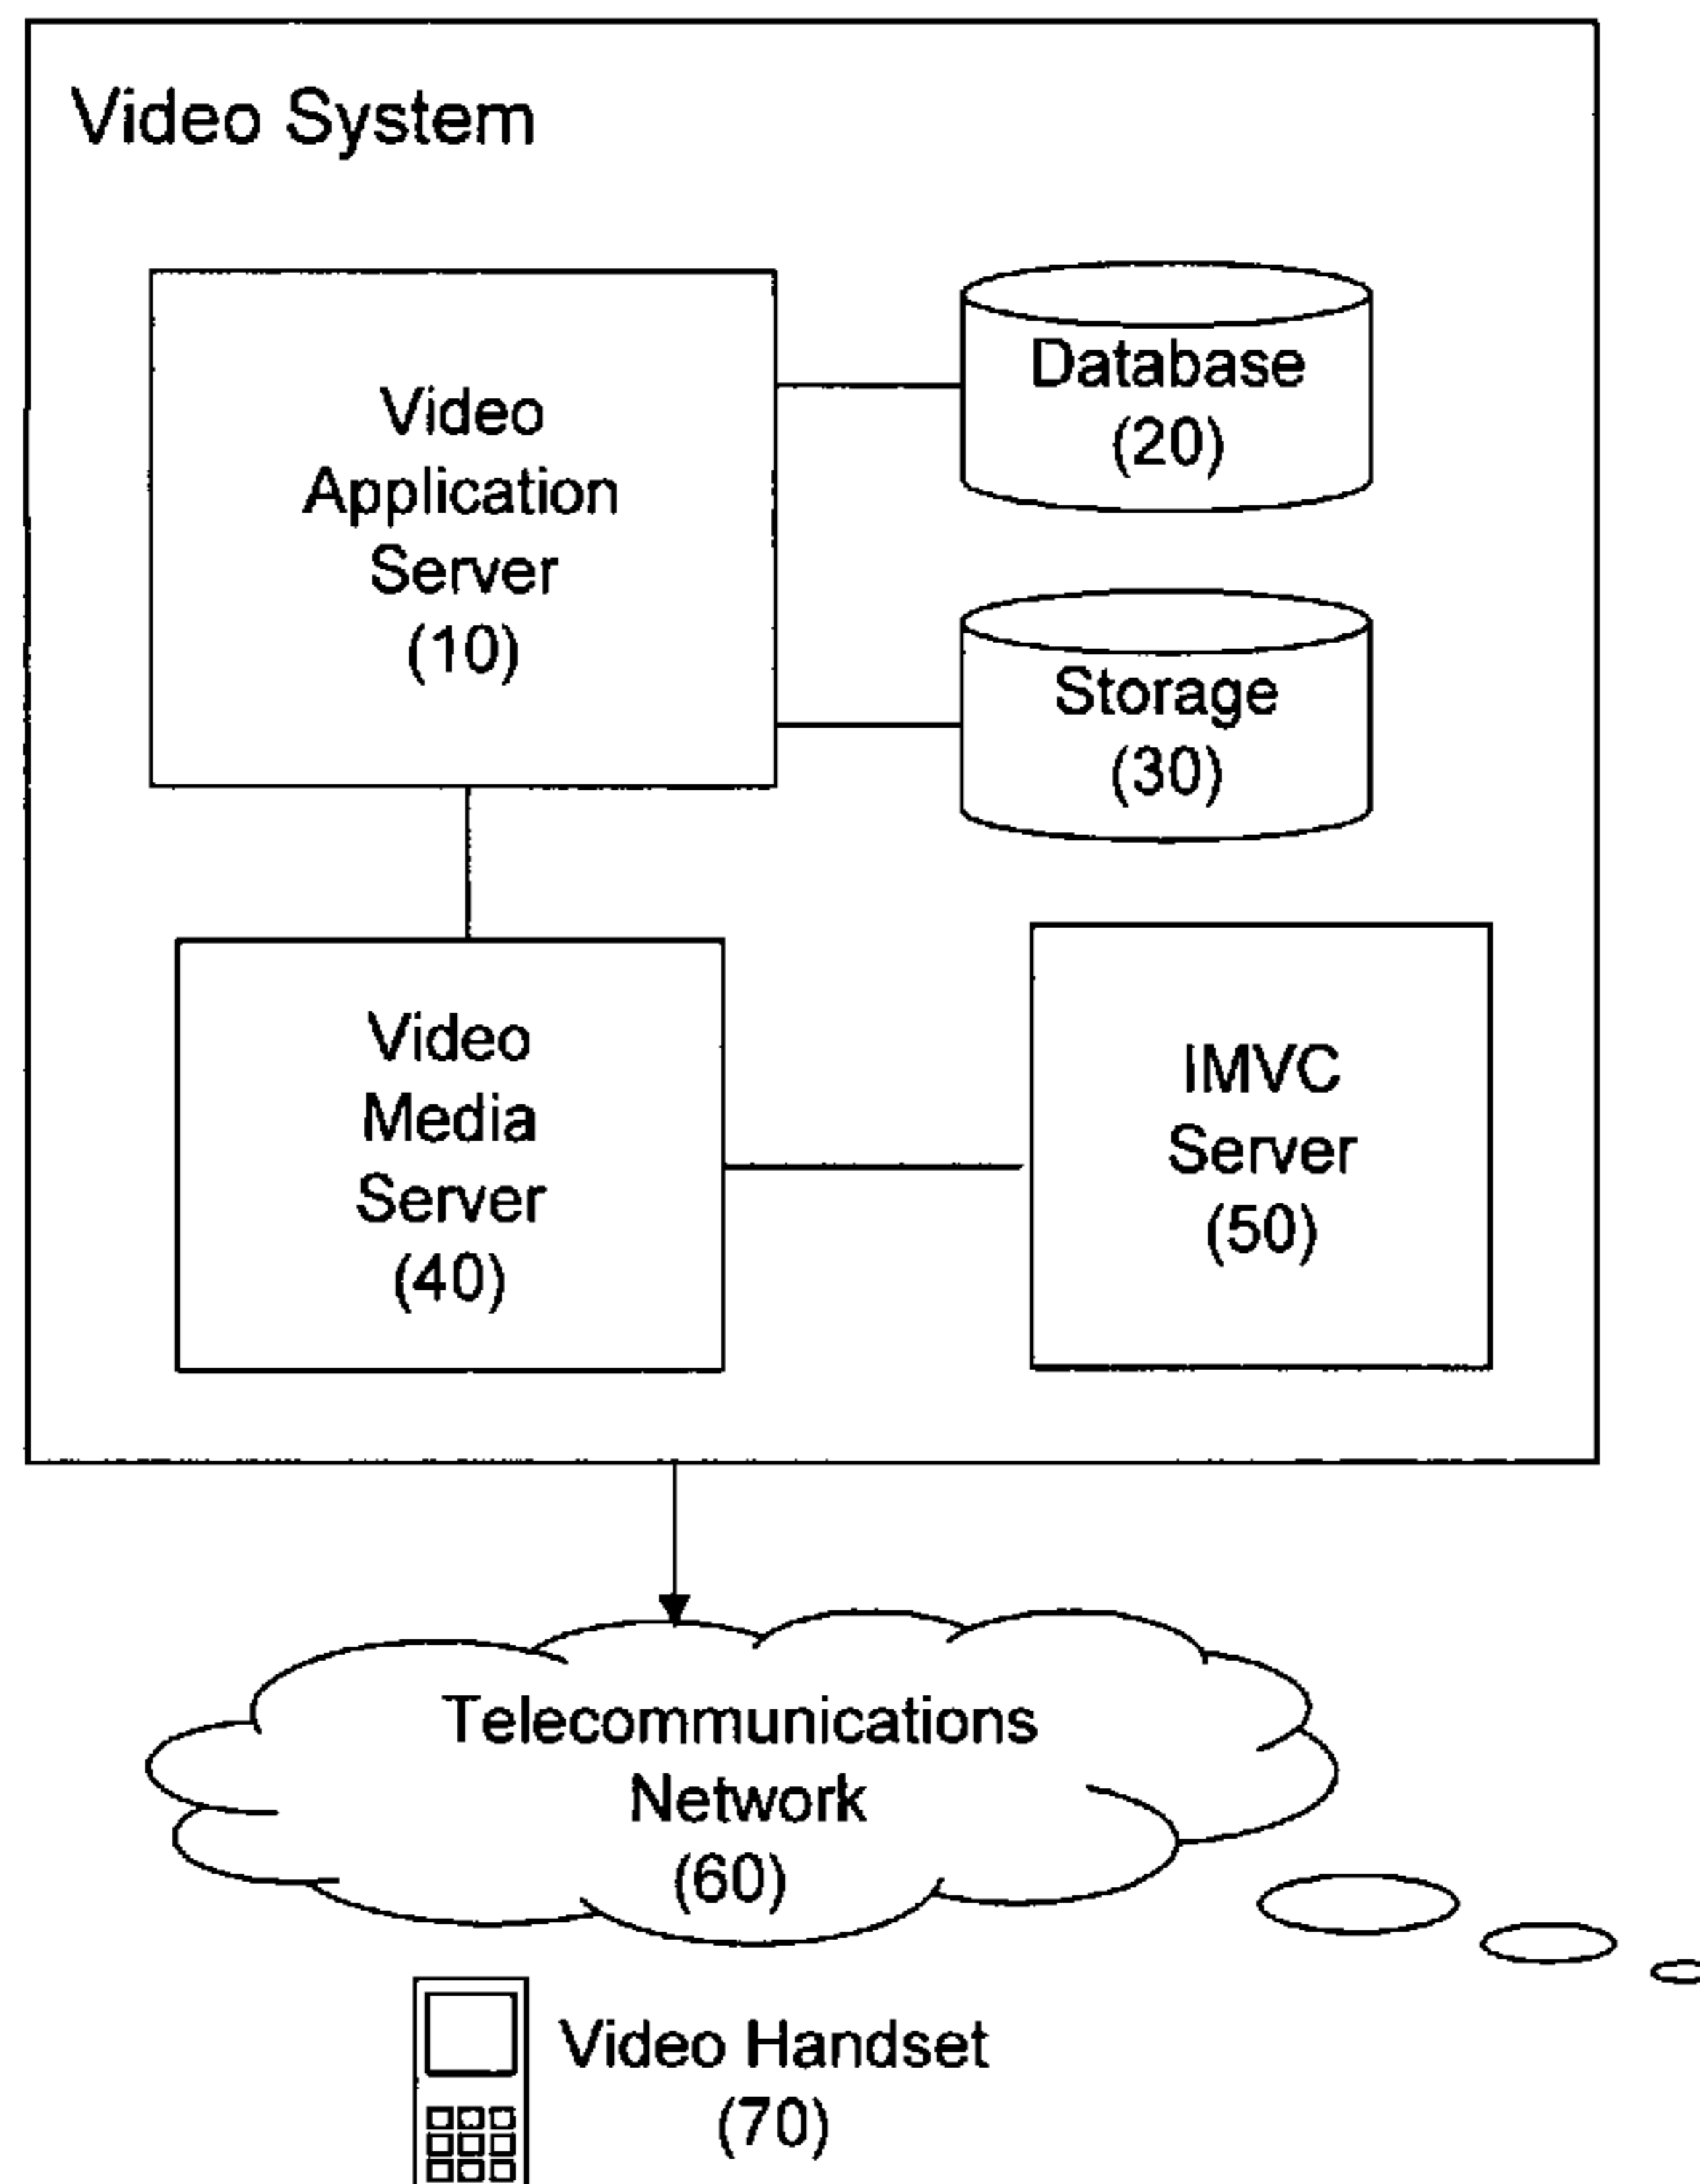 Video System
Video
Application
Server
(10)
Database
(20)
Storage
(30)
Video
Media
Server
(40)
IMVC
Server
(50)
Telecommunications
Network
(60)
Video Handset
(70)